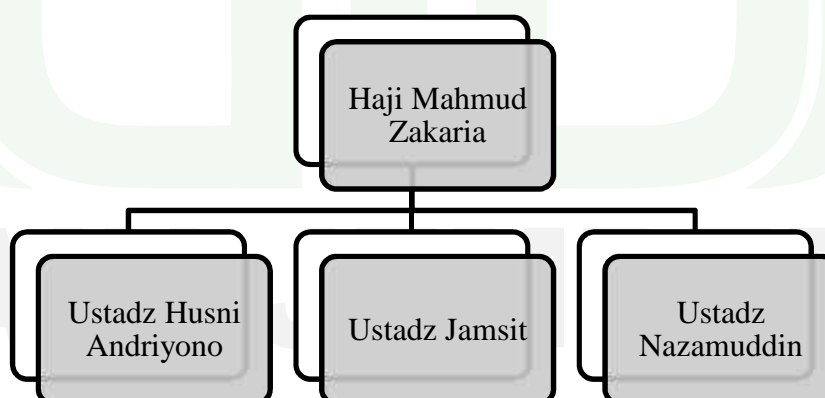 Haji Mahmud
Zakaria
Ustadz Husni
Andriyono
Ustadz Jamsit
Ustadz
Nazamuddin